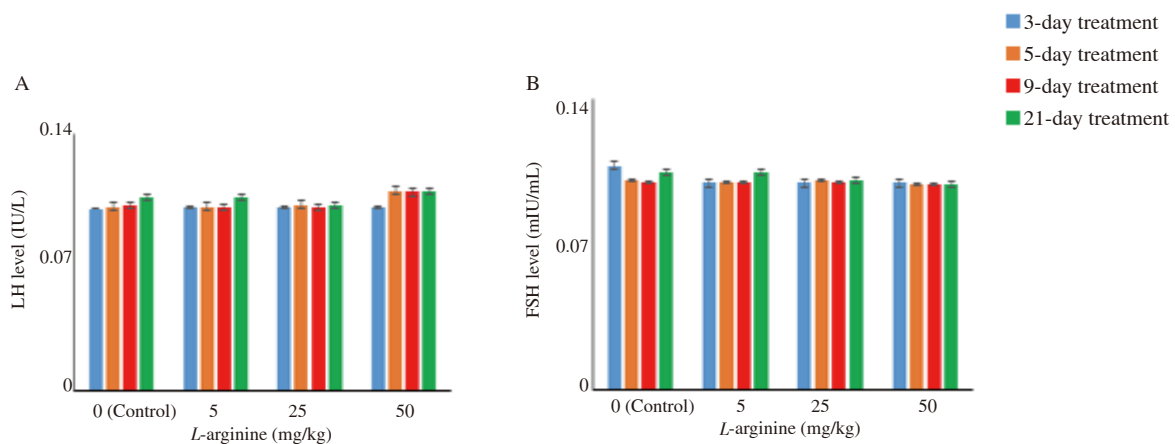 3-day treatment
5-day treatment
9-day treatment
21-day treatment
A
0.14
0.07
0
LH level (IU/L)
0 (Control) 5 25 50
L-arginine (mg/kg)
B
0.14
0.07
0
FSH level (mIU/mL)
0 (Control) 5 25 50
L-arginine (mg/kg)